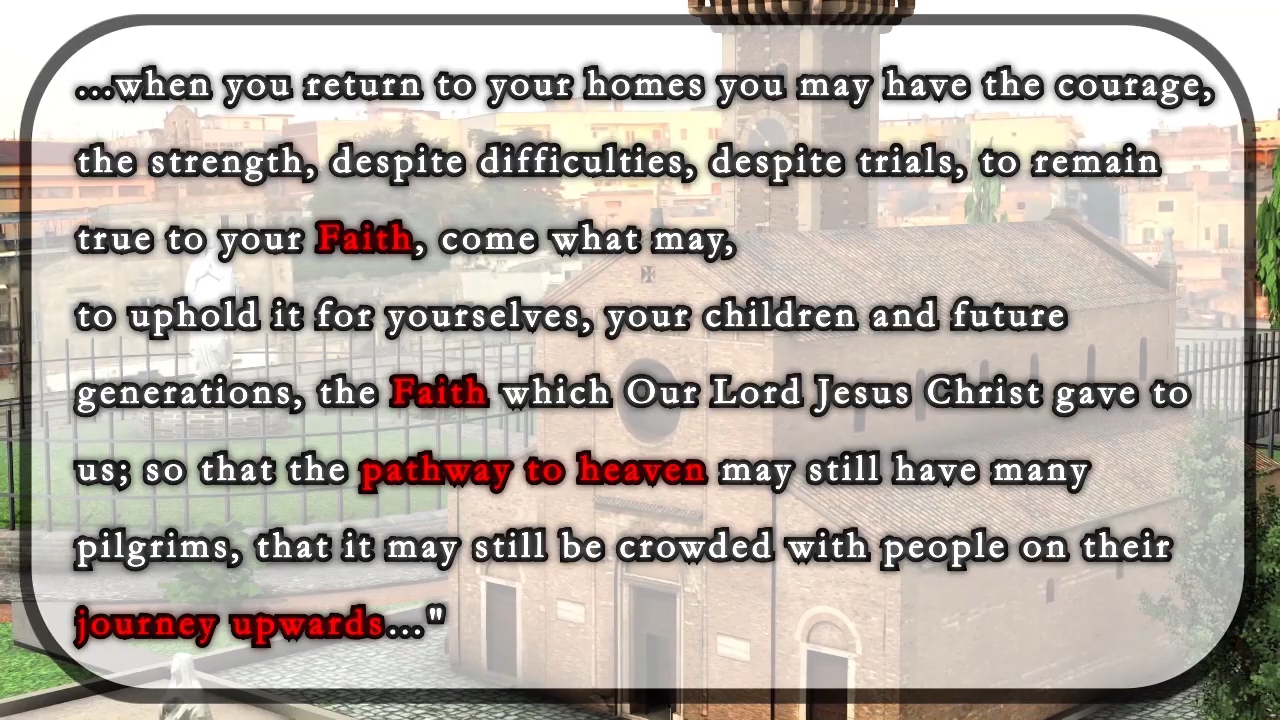 ...when you return to your homes you may have the courage,
the strength, despite difficulties, despite trials, to remain
true to your Faith, come what may,
to uphold it for yourselves, your children and future
generations, the Faith which Our Lord Jesus Christ gave to
us; so that the pathway to heaven may still have many
pilgrims, that it may still be crowded with people on their
journey upwards..."